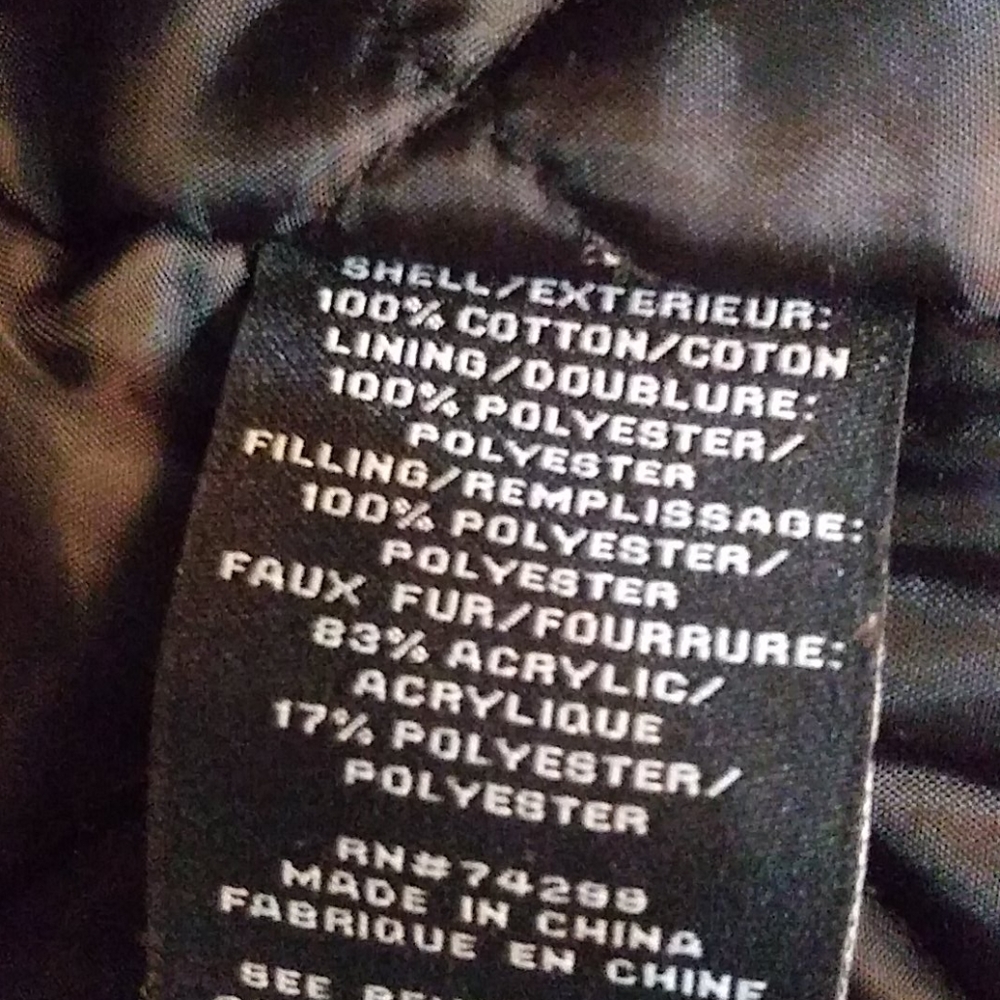 SHELL/EXTERIEUR:
100% COTTON/COTON
LINING/DOUBLURE:
100% POLYESTER/
POLYESTER
FILLING/REMPLISSAGE:
100% POLYESTER/
POLYESTER
FAUX FUR/FOURRURE:
83% ACRYLIC/
ACRYLIQUE
17% POLYESTER/
POLYESTER
RN#74299
MADE IN CHINA
FABRIQUE EN CHINE
SEE